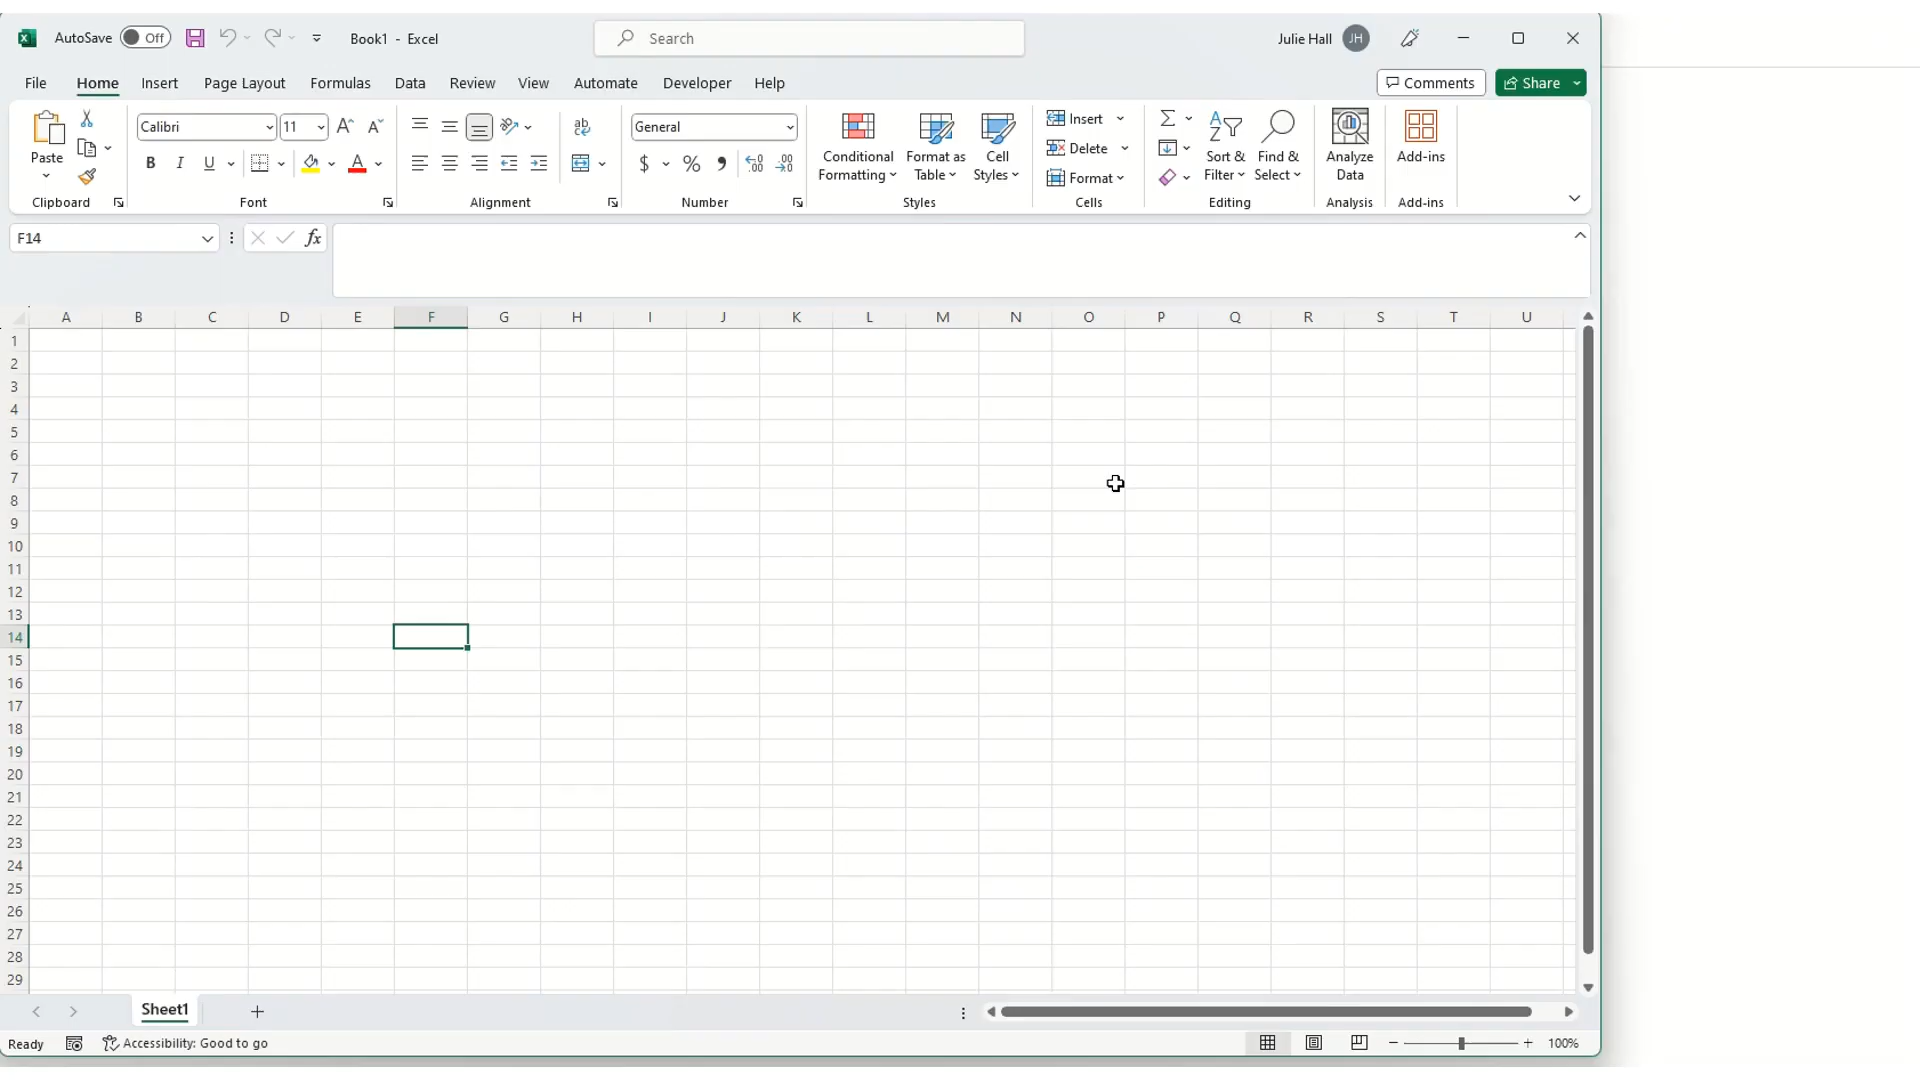 AutoSave Off Book1 - Excel Search Julie Hall JH
File Home Insert Page Layout Formulas Data Review View Automate Developer Help Comments Share
Paste
Clipboard
Calibri 11
B I U A
Font
ab
Alignment
General
$ % 9
Number
Conditional
Formatting
Format as
Table
Cell
Styles
Styles
Insert
Delete
Format
Cells
Σ
Sort &
Filter
Find &
Select
Editing
Analyze
Data
Analysis
Add-ins
Add-ins
F14 fx
A B C D E F G H I J K L M N O P Q R S T U
1
2
3
4
5
6
7
8
9
10
11
12
13
14
15
16
17
18
19
20
21
22
23
24
25
26
27
28
29
Sheet1
Ready Accessibility: Good to go 100%